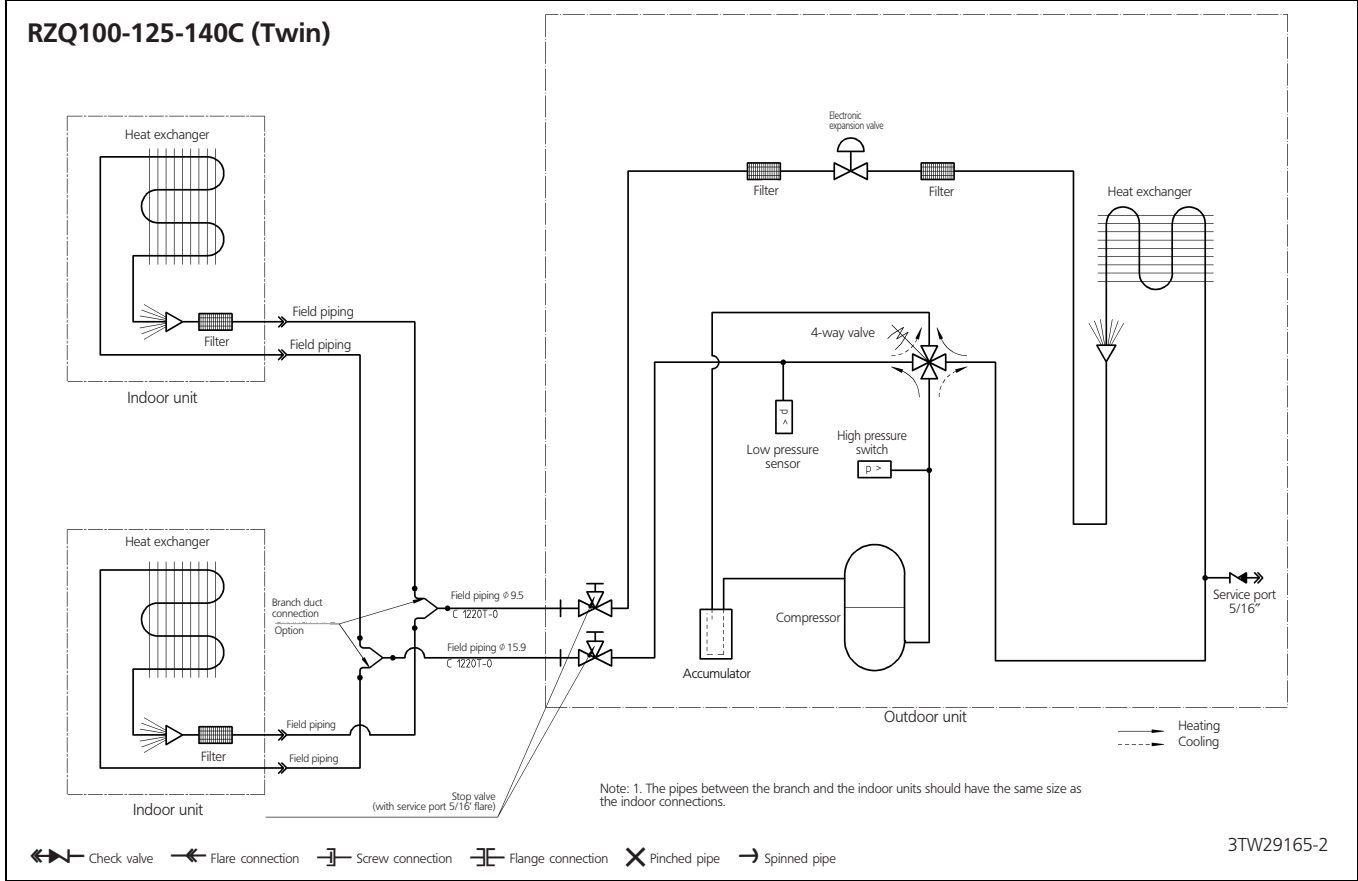 RZQ100-125-140C (Twin)
Heat exchanger
Filter
Indoor unit
Field piping
Field piping
Heat exchanger
Filter
Indoor unit
Field piping
Field piping
Branch duct
connection
Option
Field piping ø 9.5
C 1220T-0
Field piping ø 15.9
C 1220T-0
Stop valve
(with service port 5/16' flare)
Electronic
expansion valve
Filter
Filter
Heat exchanger
4-way valve
p >
Low pressure
sensor
High pressure
switch
p >
Compressor
Accumulator
Service port
5/16"
Outdoor unit
Heating
Cooling
Note: 1. The pipes between the branch and the indoor units should have the same size as
the indoor connections.
3TW29165-2
Check valve
Flare connection
Screw connection
Flange connection
Pinched pipe
Spinned pipe